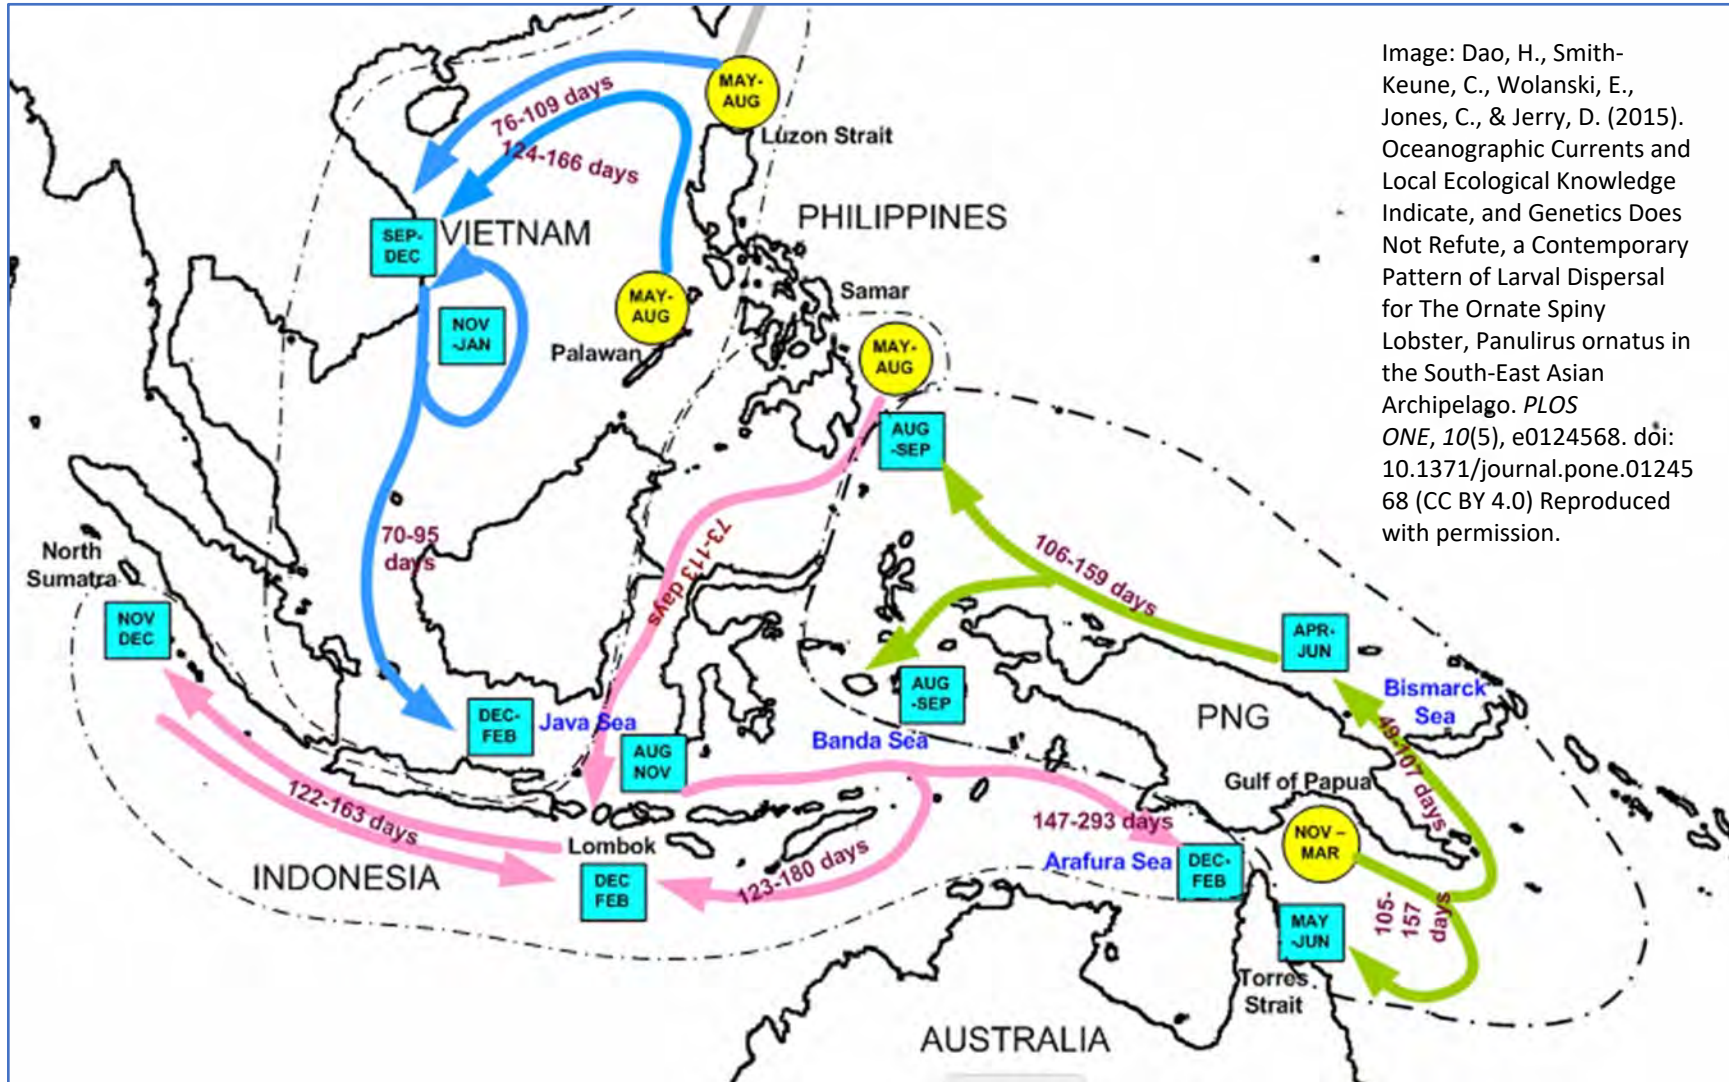 MAY-
AUG
Luzon Strait
76-109 days
124-166 days
PHILIPPINES
SEP-
DEC
VIETNAM
MAY-
AUG
Samar
NOV
-JAN
Palawan
MAY-
AUG
AUG
-SEP
70-95
days
73-113 days
106-159 days
North
Sumatra
NOV
DEC
APR-
JUN
AUG
-SEP
Bismarck
Sea
DEC-
FEB
Java Sea
AUG
NOV
Banda Sea
PNG
49-107 days
Gulf of Papua
122-163 days
147-293 days
NOV –
MAR
Lombok
Arafura Sea
DEC-
FEB
INDONESIA
DEC
FEB
123-180 days
105-
157
days
MAY
-JUN
Torres
Strait
AUSTRALIA
Image: Dao, H., Smith-
Keune, C., Wolanski, E.,
Jones, C., & Jerry, D. (2015).
Oceanographic Currents and
Local Ecological Knowledge
Indicate, and Genetics Does
Not Refute, a Contemporary
Pattern of Larval Dispersal
for The Ornate Spiny
Lobster, Panulirus ornatus in
the South-East Asian
Archipelago. PLOS
ONE, 10(5), e0124568. doi:
10.1371/journal.pone.01245
68 (CC BY 4.0) Reproduced
with permission.